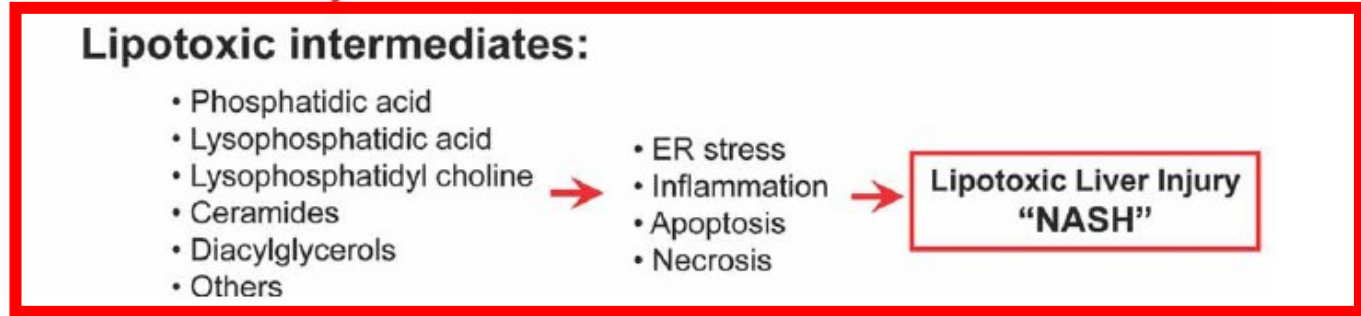 Lipotoxic intermediates:
• Phosphatidic acid
• Lysophosphatidic acid
• Lysophosphatidyl choline
• Ceramides
• Diacylglycerols
• Others
• ER stress
• Inflammation
• Apoptosis
• Necrosis
Lipotoxic Liver Injury
“NASH”